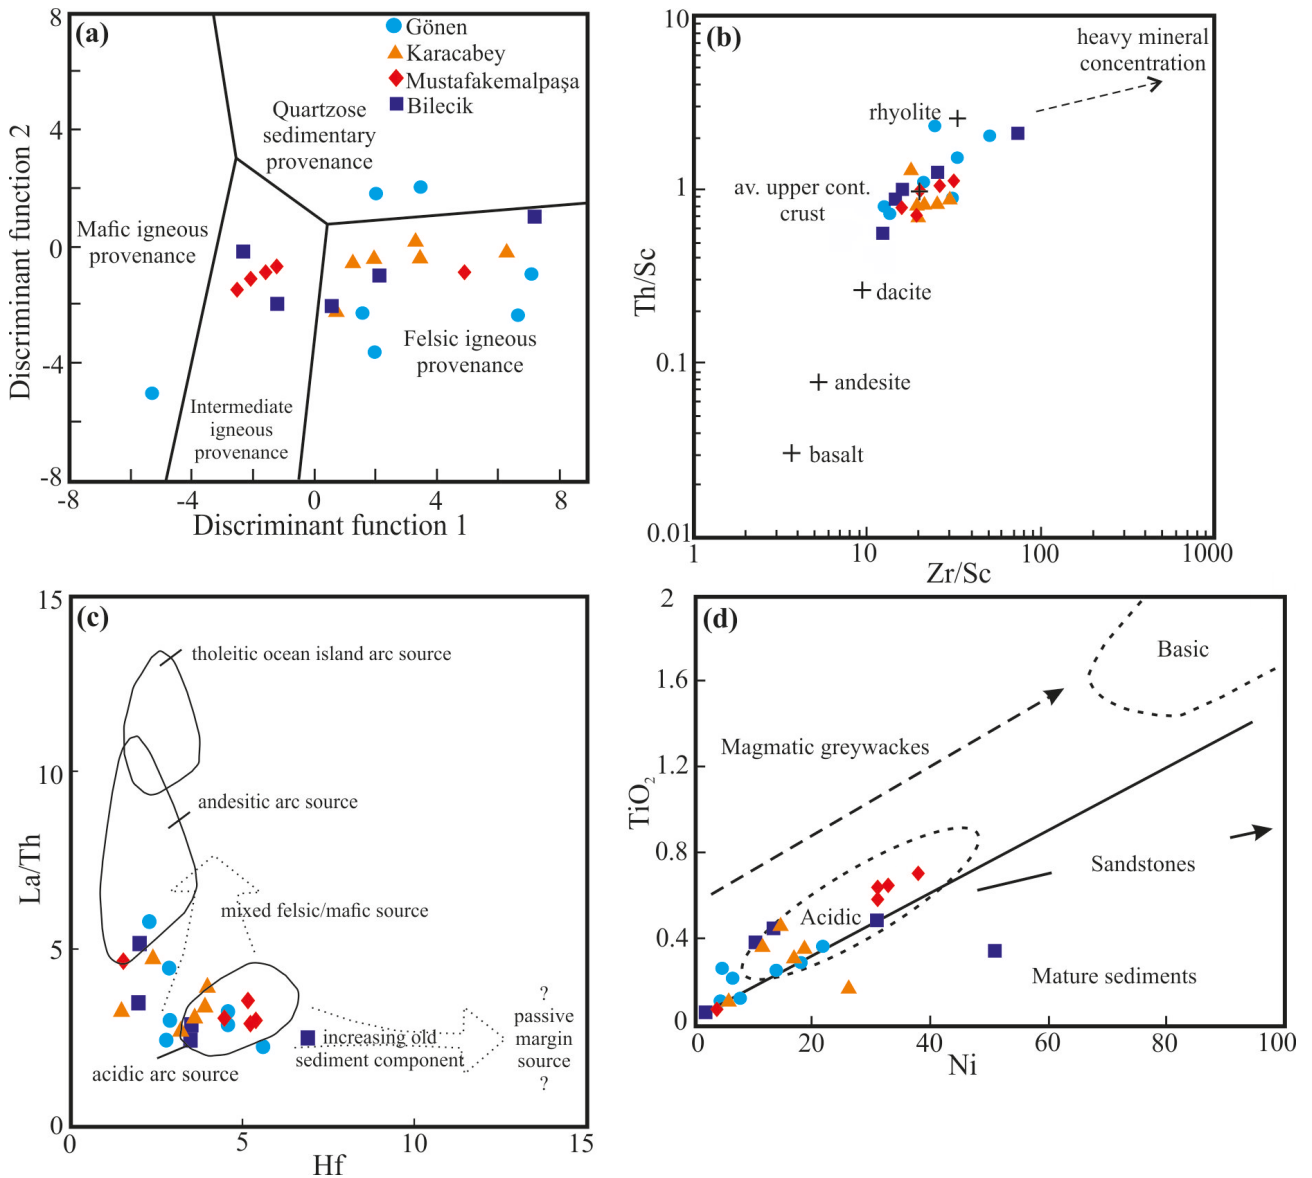 (a)
Gönen
Karacabey
Mustafakemalpaşa
Bilecik
Quartzose
sedimentary
provenance
Mafic igneous
provenance
Felsic igneous
provenance
Intermediate
igneous
provenance
8
4
0
-4
-8
-8
-4
0
4
8
Discriminant function 2
Discriminant function 1
(b)
heavy mineral
concentration
rhyolite
av. upper cont.
crust
dacite
andesite
basalt
10
1
0.1
0.01
1
10
100
1000
Th/Sc
Zr/Sc
(c)
tholeitic ocean island arc source
andesitic arc source
mixed felsic/mafic source
increasing old
sediment component
acidic arc source
?
passive
margin
source
?
15
10
5
0
0
5
10
15
La/Th
Hf
(d)
Basic
Magmatic greywackes
Sandstones
Acidic
Mature sediments
2
1.6
1.2
0.8
0.4
0
0
20
40
60
80
100
TiO₂
Ni